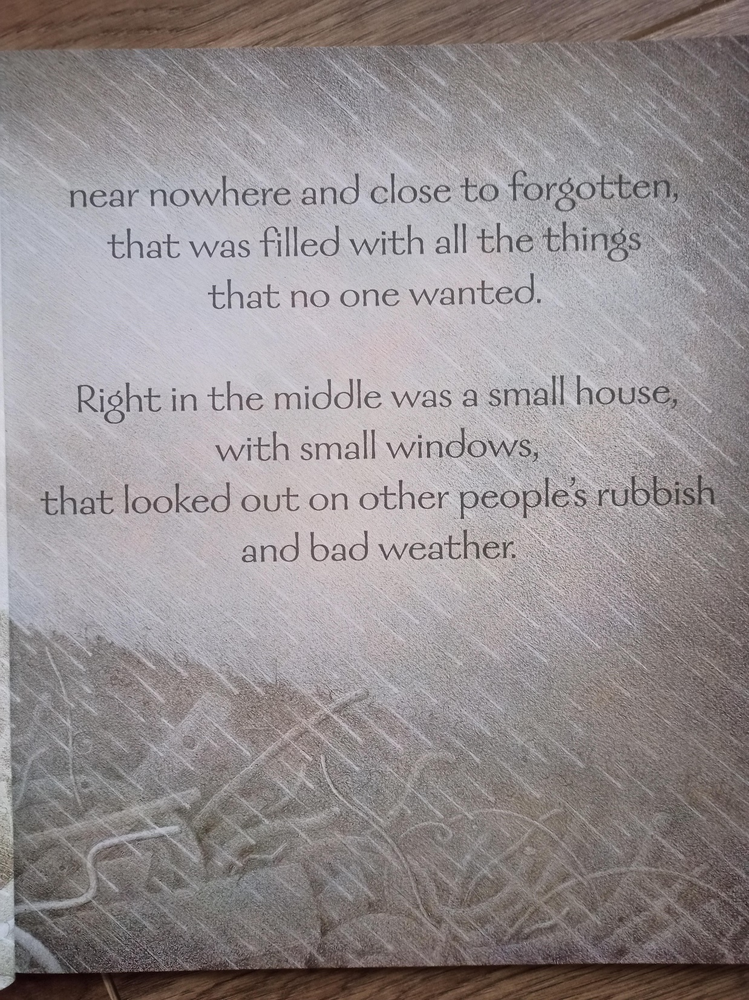 near nowhere and close to forgotten,
that was filled with all the things
that no one wanted.
Right in the middle was a small house,
with small windows,
that looked out on other people's rubbish
and bad weather.